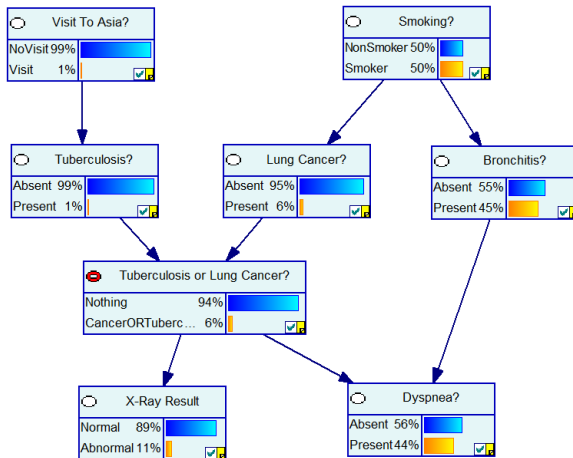 Visit To Asia?
NoVisit 99%
Visit 1%
Smoking?
NonSmoker 50%
Smoker 50%
Tuberculosis?
Absent 99%
Present 1%
Lung Cancer?
Absent 95%
Present 6%
Bronchitis?
Absent 55%
Present 45%
Tuberculosis or Lung Cancer?
Nothing 94%
CancerORTuberc... 6%
X-Ray Result
Normal 89%
Abnormal 11%
Dyspnea?
Absent 56%
Present 44%